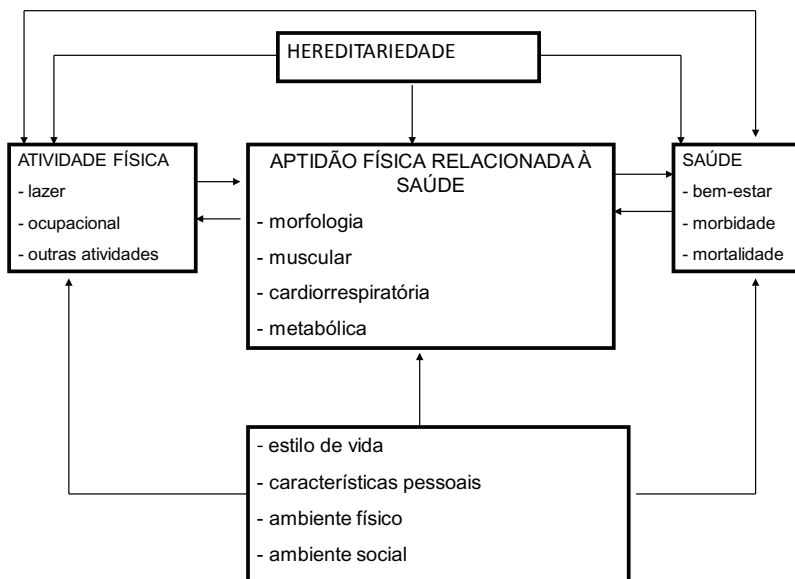 HEREDITARIEDADE
ATIVIDADE FÍSICA
- lazer
- ocupacional
- outras atividades
APTIDÃO FÍSICA RELACIONADA À
SAÚDE
- morfologia
- muscular
- cardiorrespiratória
- metabólica
SAÚDE
- bem-estar
- morbidade
- mortalidade
- estilo de vida
- características pessoais
- ambiente físico
- ambiente social